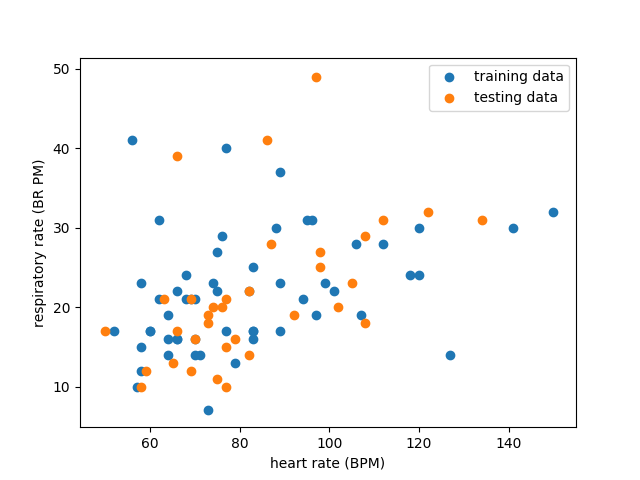 training data
testing data
50
40
30
20
10
respiratory rate (BR PM)
60 80 100 120 140
heart rate (BPM)